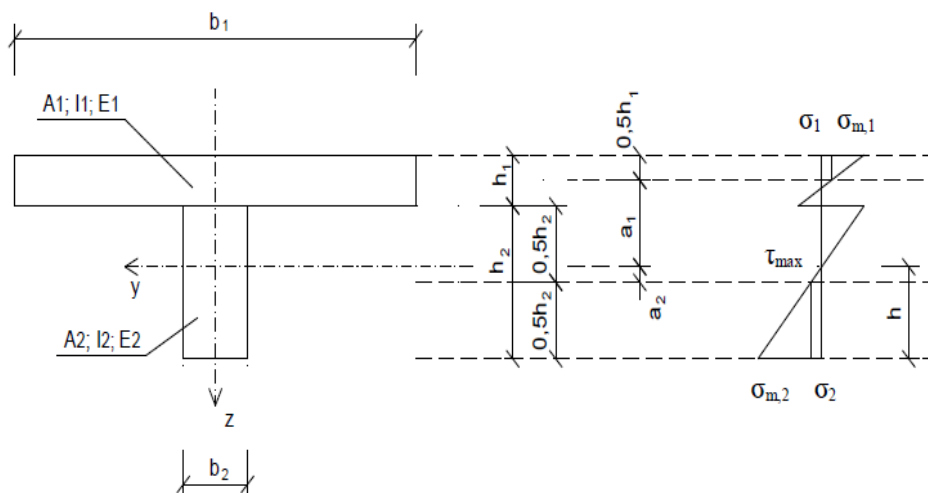 b₁
A1; I1; E1
0,5h₁
σ₁
σₘ,₁
h₁
a₁
h₂
0,5h₂
τₘₐₓ
y
a₂
h
0,5h₂
A2; I2; E2
σₘ,₂
σ₂
z
b₂